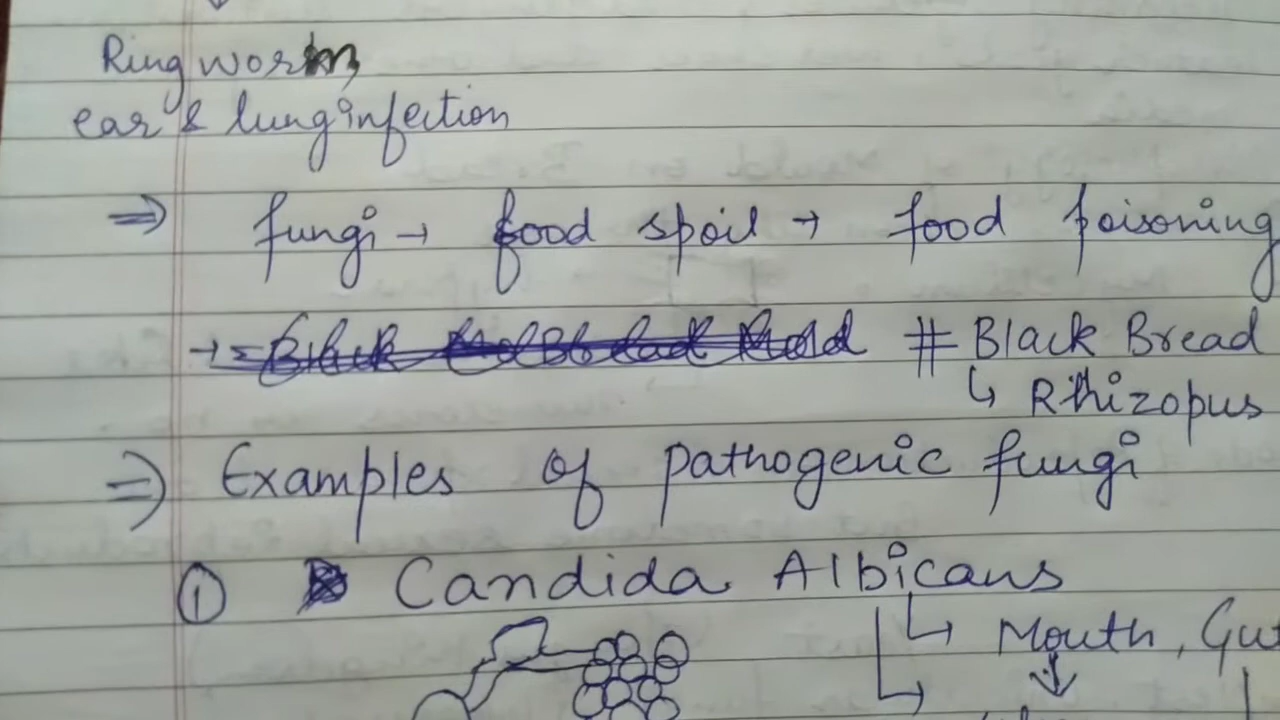 Ringworm,
ear & lung infection
⇒ fungi → food spoil → food poisoning
# Black Bread
↳ Rhizopus
⇒ Examples of pathogenic fungi
① Candida Albicans
↳ Mouth, Gut